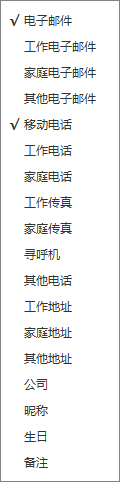 √ 电子邮件
工作电子邮件
家庭电子邮件
其他电子邮件
√ 移动电话
工作电话
家庭电话
工作传真
家庭传真
寻呼机
其他电话
工作地址
家庭地址
其他地址
公司
昵称
生日
备注